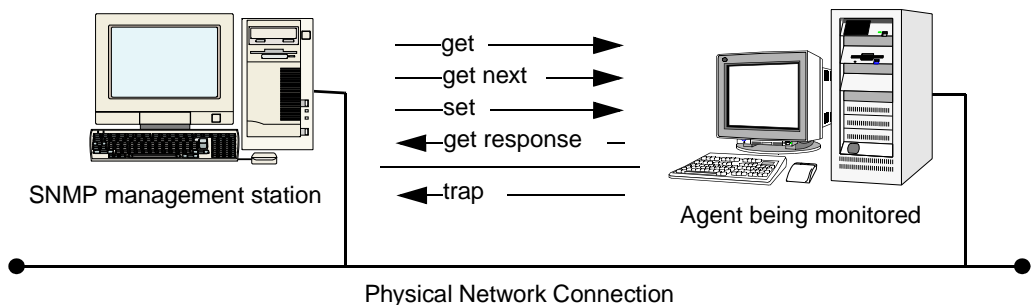 get
get next
set
get response
trap
SNMP management station
Agent being monitored
Physical Network Connection